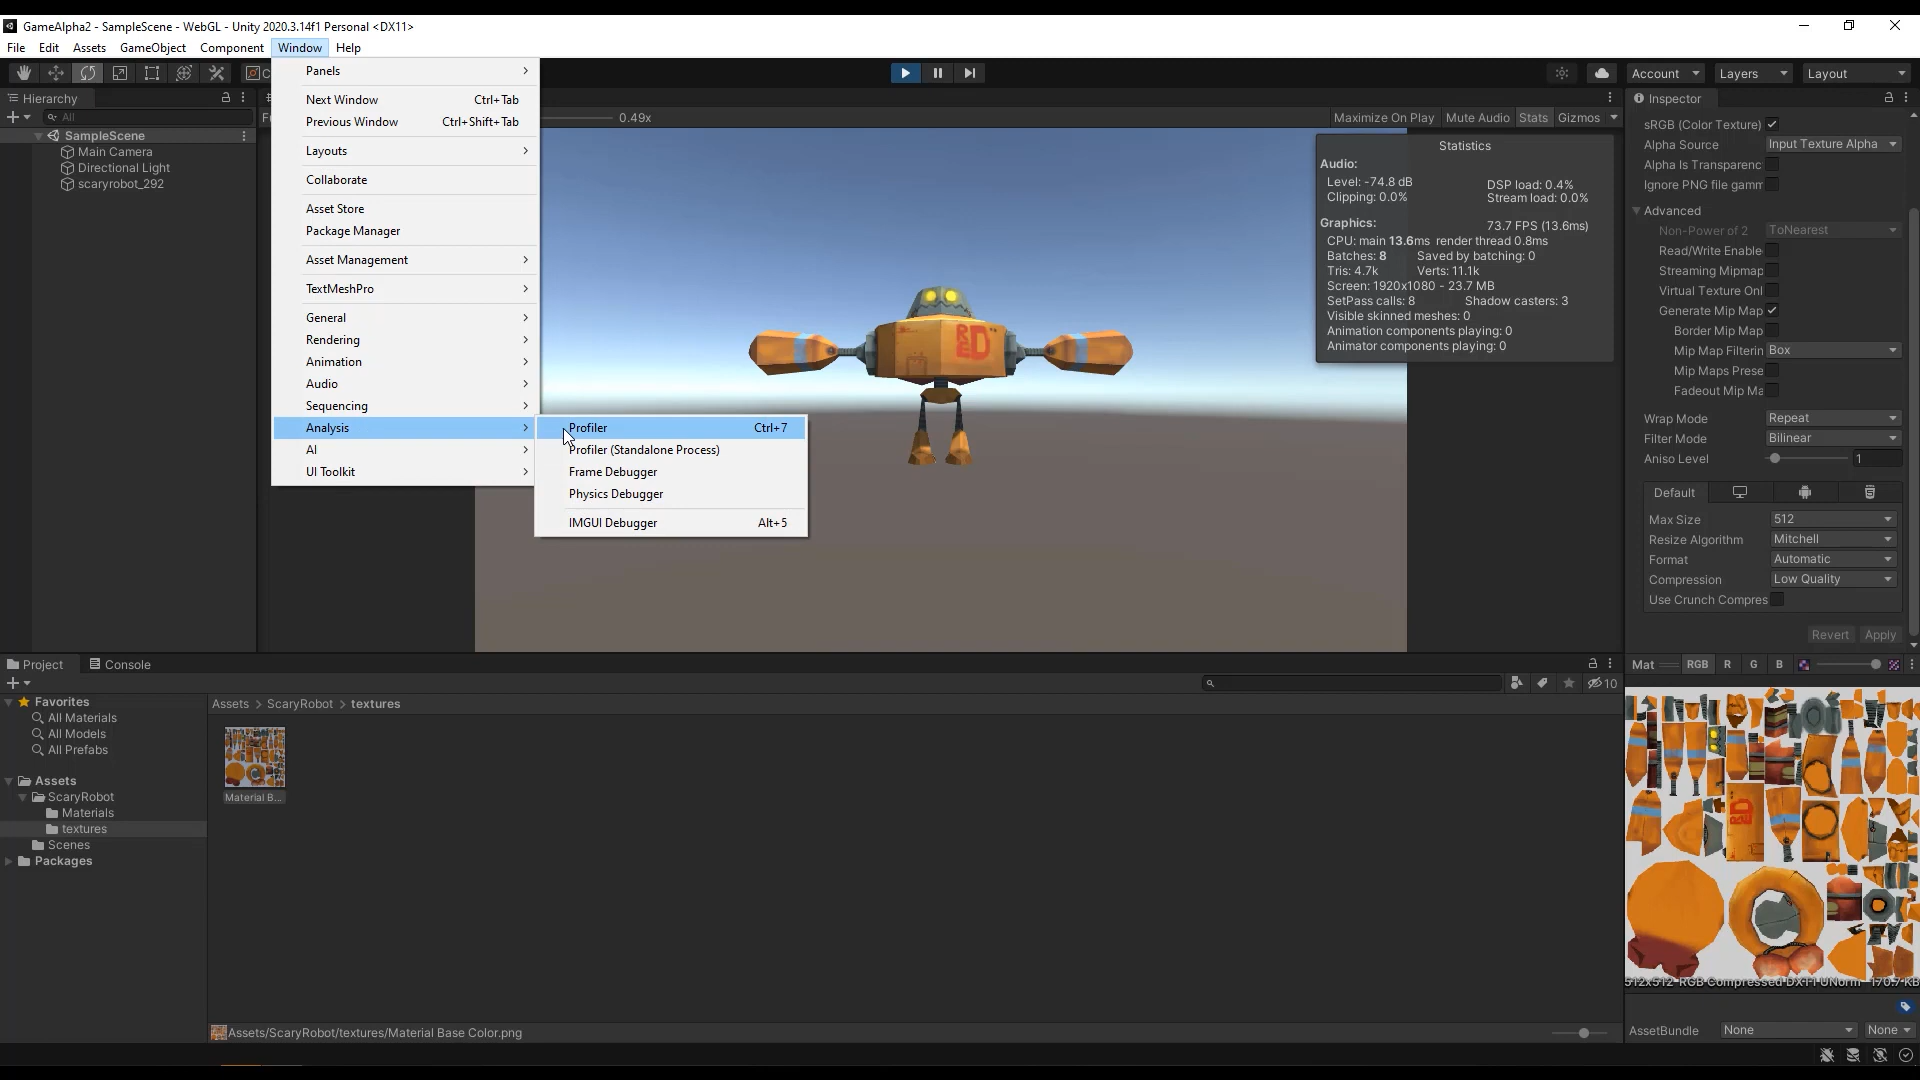 GameAlpha2 - SampleScene - WebGL - Unity 2020.3.14f1 Personal <DX11>
File Edit Assets GameObject Component Window Help
Account Layers Layout
Panels
Next Window Ctrl+Tab
Previous Window Ctrl+Shift+Tab
Layouts
Collaborate
Asset Store
Package Manager
Asset Management
TextMeshPro
General
Rendering
Animation
Audio
Sequencing
Analysis
AI
UI Toolkit
Profiler Ctrl+7
Profiler (Standalone Process)
Frame Debugger
Physics Debugger
IMGUI Debugger Alt+5
Hierarchy
All
SampleScene
Main Camera
Directional Light
scaryrobot_292
0.49x Maximize On Play Mute Audio Stats Gizmos
Statistics
Audio:
Level: -74.8 dB DSP load: 0.4%
Clipping: 0.0% Stream load: 0.0%
Graphics: 73.7 FPS (13.6ms)
CPU: main 13.6ms render thread 0.8ms
Batches: 8 Saved by batching: 0
Tris: 4.7k Verts: 11.1k
Screen: 1920x1080 - 23.7 MB
SetPass calls: 8 Shadow casters: 3
Visible skinned meshes: 0
Animation components playing: 0
Animator components playing: 0
RED
Inspector
sRGB (Color Texture)
Alpha Source Input Texture Alpha
Alpha Is Transparenc
Ignore PNG file gamm
Advanced
Non-Power of 2 ToNearest
Read/Write Enable
Streaming Mipmap
Virtual Texture Onl
Generate Mip Map
Border Mip Map
Mip Map Filterin Box
Mip Maps Prese
Fadeout Mip Ma
Wrap Mode Repeat
Filter Mode Bilinear
Aniso Level 1
Default
Max Size 512
Resize Algorithm Mitchell
Format Automatic
Compression Low Quality
Use Crunch Compres
Revert Apply
Mat RGB R G B
512x512 RGB Compressed DXT1 UNorm 170.7 KB
AssetBundle None None
Project Console
10
Favorites
All Materials
All Models
All Prefabs
Assets
ScaryRobot
Materials
textures
Scenes
Packages
Assets > ScaryRobot > textures
Material B...
Assets/ScaryRobot/textures/Material Base Color.png